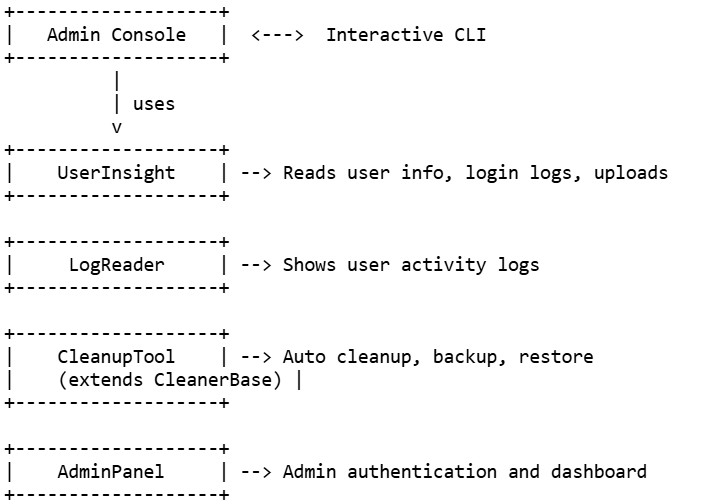 +-------------------+
|   Admin Console   |  <--->  Interactive CLI
+-------------------+
          |
          | uses
          v
+-------------------+
|    UserInsight    | --> Reads user info, login logs, uploads
+-------------------+
+-------------------+
|     LogReader     | --> Shows user activity logs
+-------------------+
+-------------------+
|    CleanupTool    | --> Auto cleanup, backup, restore
|    (extends CleanerBase) |
+-------------------+
+-------------------+
|    AdminPanel     | --> Admin authentication and dashboard
+-------------------+